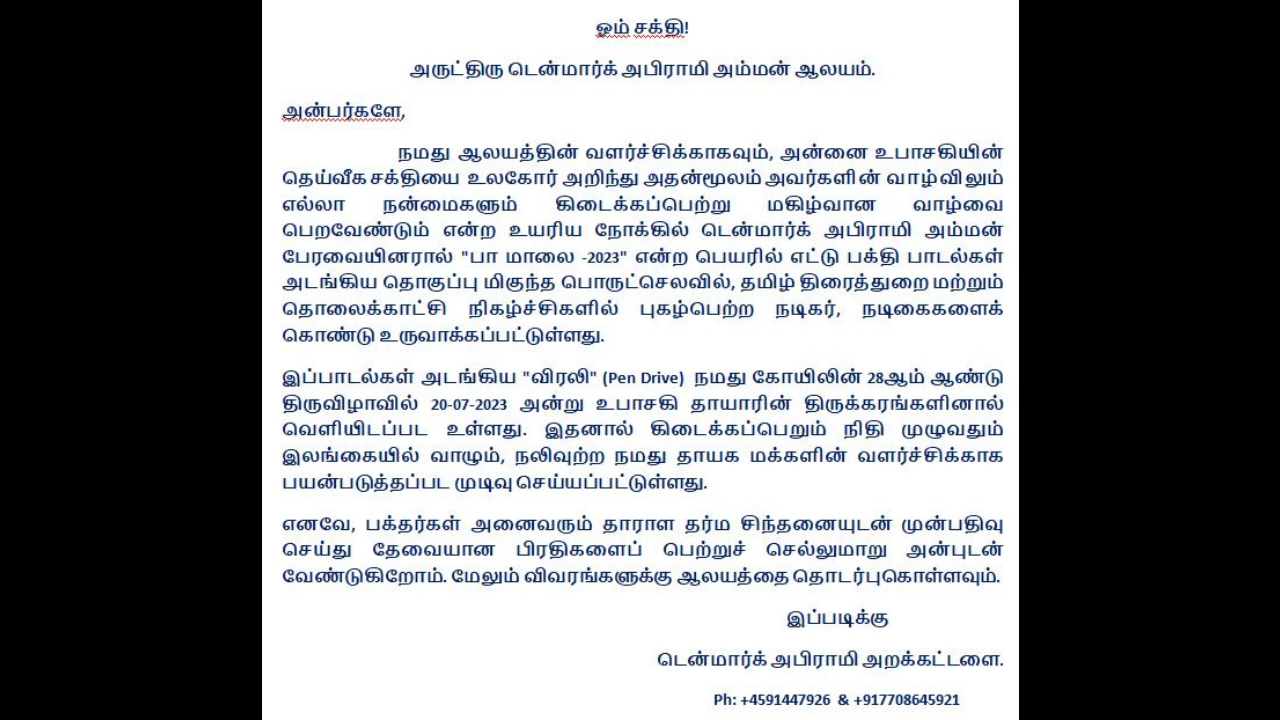 ஓம் சக்தி!
அருட்திரு டென்மார்க் அபிராமி அம்மன் ஆலயம்.
அன்பர்களே,
நமது ஆலயத்தின் வளர்ச்சிக்காகவும், அன்னை உபாசகியின்
தெய்வீக சக்தியை உலகோர் அறிந்து அதன்மூலம் அவர்களின் வாழ்விலும்
எல்லா நன்மைகளும் கிடைக்கப்பெற்று மகிழ்வான வாழ்வை
பெறவேண்டும் என்ற உயரிய நோக்கில் டென்மார்க் அபிராமி அம்மன்
பேரவையினரால் "பா மாலை -2023" என்ற பெயரில் எட்டு பக்தி பாடல்கள்
அடங்கிய தொகுப்பு மிகுந்த பொருட்செலவில், தமிழ் திரைத்துறை மற்றும்
தொலைக்காட்சி நிகழ்ச்சிகளில் புகழ்பெற்ற நடிகர், நடிகைகளைக்
கொண்டு உருவாக்கப்பட்டுள்ளது.
இப்பாடல்கள் அடங்கிய "விரலி" (Pen Drive) நமது கோயிலின் 28ஆம் ஆண்டு
திருவிழாவில் 20-07-2023 அன்று உபாசகி தாயாரின் திருக்கரங்களினால்
வெளியிடப்பட உள்ளது. இதனால் கிடைக்கப்பெறும் நிதி முழுவதும்
இலங்கையில் வாழும், நலிவுற்ற நமது தாயக மக்களின் வளர்ச்சிக்காக
பயன்படுத்தப்பட முடிவு செய்யப்பட்டுள்ளது.
எனவே, பக்தர்கள் அனைவரும் தாராள தர்ம சிந்தனையுடன் முன்பதிவு
செய்து தேவையான பிரதிகளைப் பெற்றுச் செல்லுமாறு அன்புடன்
வேண்டுகிறோம். மேலும் விவரங்களுக்கு ஆலயத்தை தொடர்புகொள்ளவும்.
இப்படிக்கு
டென்மார்க் அபிராமி அறக்கட்டளை.
Ph: +4591447926 & +917708645921